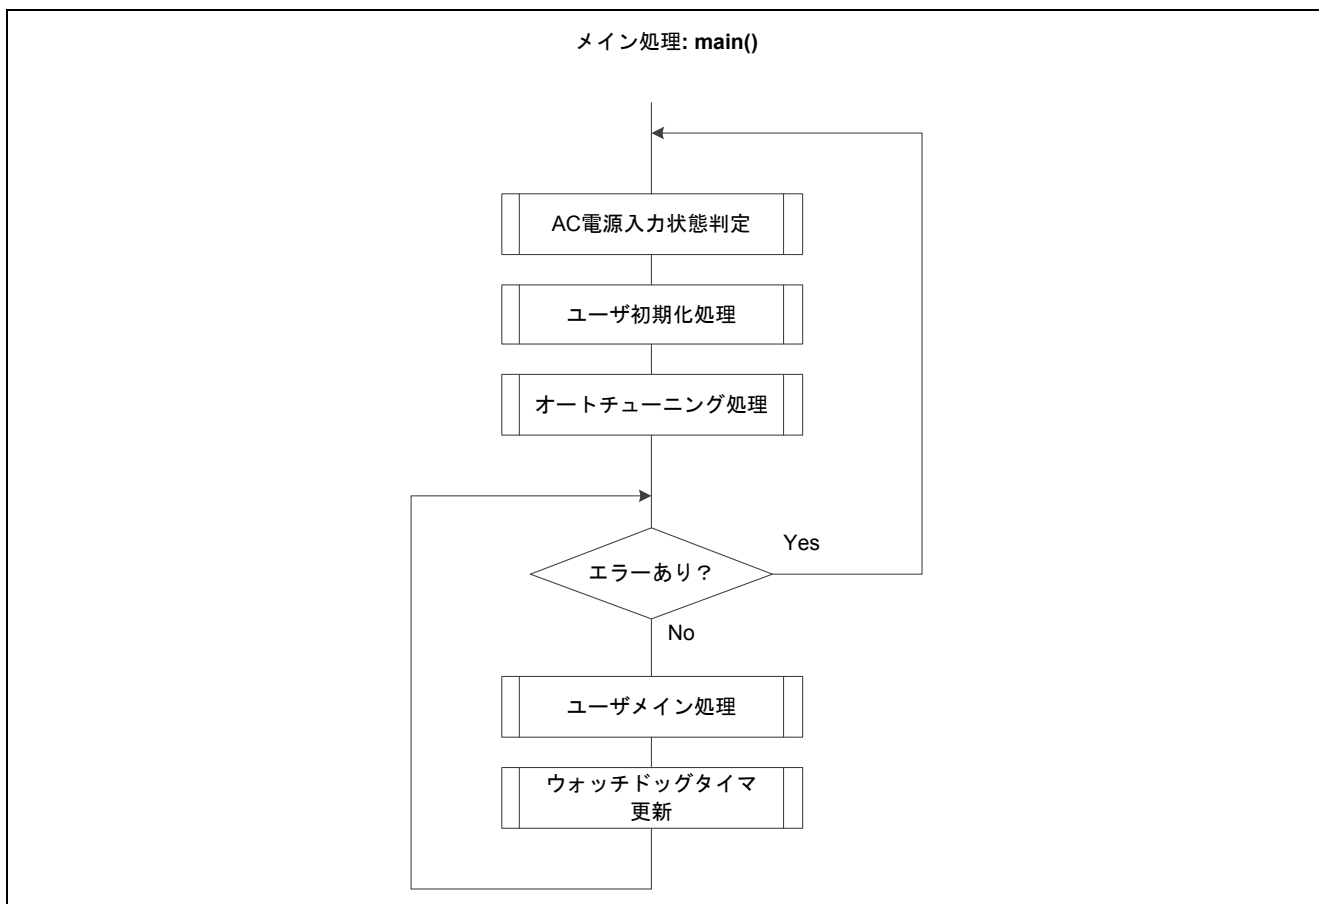 メイン処理: main()
AC電源入力状態判定
ユーザ初期化処理
オートチューニング処理
エラーあり？
Yes
No
ユーザメイン処理
ウォッチドッグタイマ
更新